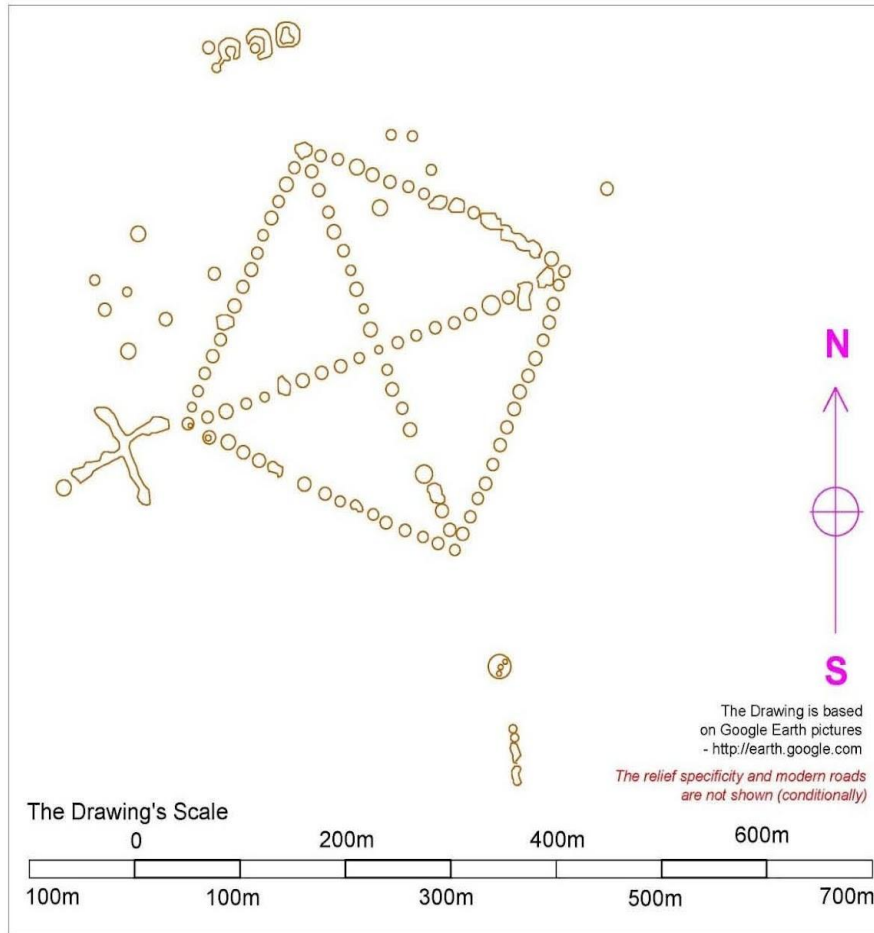 N
S
The Drawing is based
on Google Earth pictures
- http://earth.google.com
The relief specificity and modern roads
are not shown (conditionally)
The Drawing's Scale
0 200m 400m 600m
100m 100m 300m 500m 700m